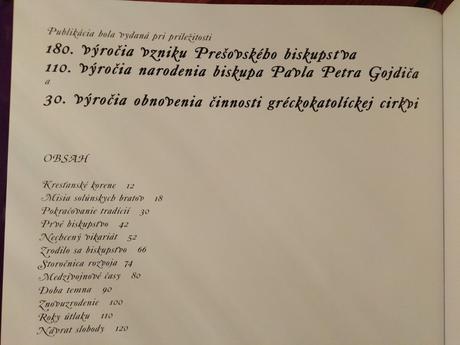 Publikácia bola vydaná pri príležitosti
180. výročia vzniku Prešovského biskupstva
110. výročia narodenia biskupa Pavla Petra Gojdiča
a
30. výročia obnovenia činnosti gréckokatolíckej cirkvi
OBSAH
Kresťanské korene 12
Misia solúnskych bratov 18
Pokračovanie tradícií 30
Prvé biskupstvo 42
Nechcený vikariát 52
Zrodilo sa biskupstvo 66
Storočnica rozvoja 74
Medzivojnové časy 80
Doba temna 90
Znovuzrodenie 100
Roky útlaku 110
Návrat slobody 120